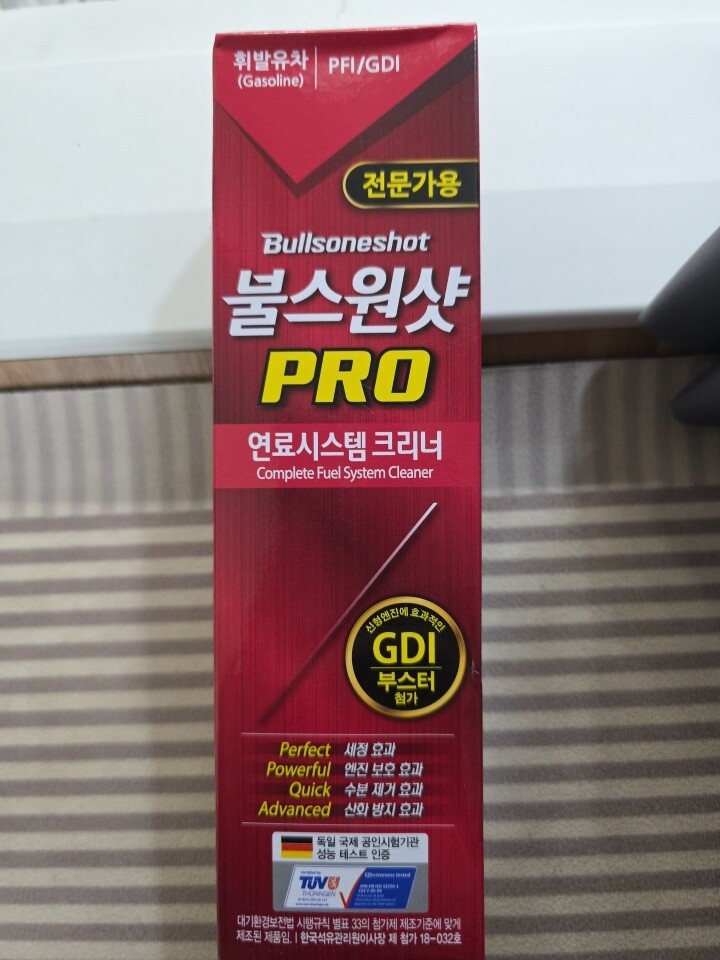 휘발유차
(Gasoline)
PFI/GDI
전문가용
Bullsoneshot
불스원샷
PRO
연료시스템 크리너
Complete Fuel System Cleaner
신형엔진에 효과적인
GDI
부스터
첨가
Perfect 세정 효과
Powerful 엔진 보호 효과
Quick 수분 제거 효과
Advanced 산화 방지 효과
독일 국제 공인시험기관
성능 테스트 인증
Certified by
TÜV
THÜRINGEN
Effectiveness tested
대기환경보전법 시행규칙 별표 33의 첨가제 제조기준에 맞게
제조된 제품임. | 한국석유관리원이사장 제 첨가 18-032호